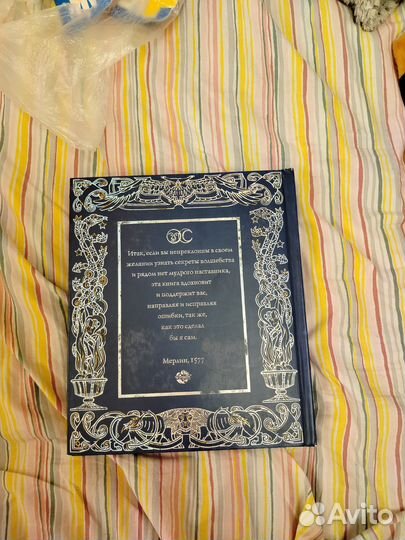 Итак, если вы непреклонны в своем
желании узнать секреты волшебства
и рядом нет мудрого наставника,
эта книга вдохновит
и поддержит вас,
направляя и исправляя
ошибки, так же,
как это сделал
бы я сам.
Мерлин, 1577
Avito